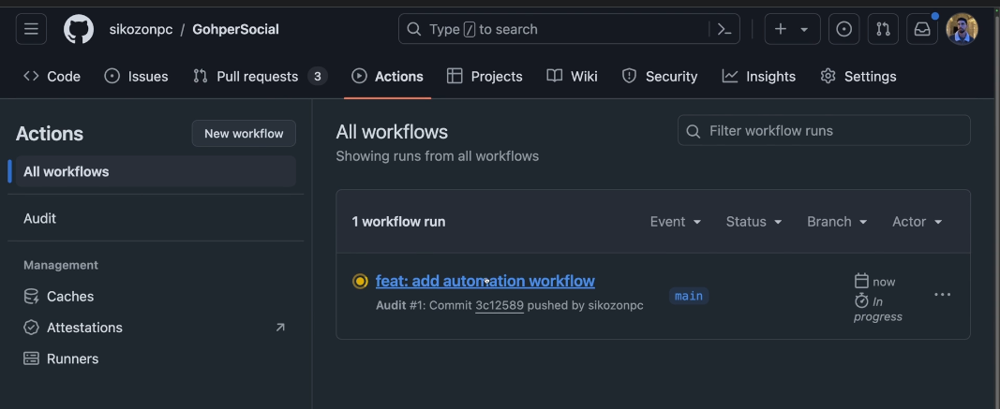 sikozonpc / GohperSocial
Type / to search
Code
Issues
Pull requests 3
Actions
Projects
Wiki
Security
Insights
Settings
Actions
New workflow
All workflows
Audit
Management
Caches
Attestations
Runners
All workflows
Showing runs from all workflows
Filter workflow runs
1 workflow run
Event
Status
Branch
Actor
feat: add automation workflow
Audit #1: Commit 3c12589 pushed by sikozonpc
main
now
In
progress